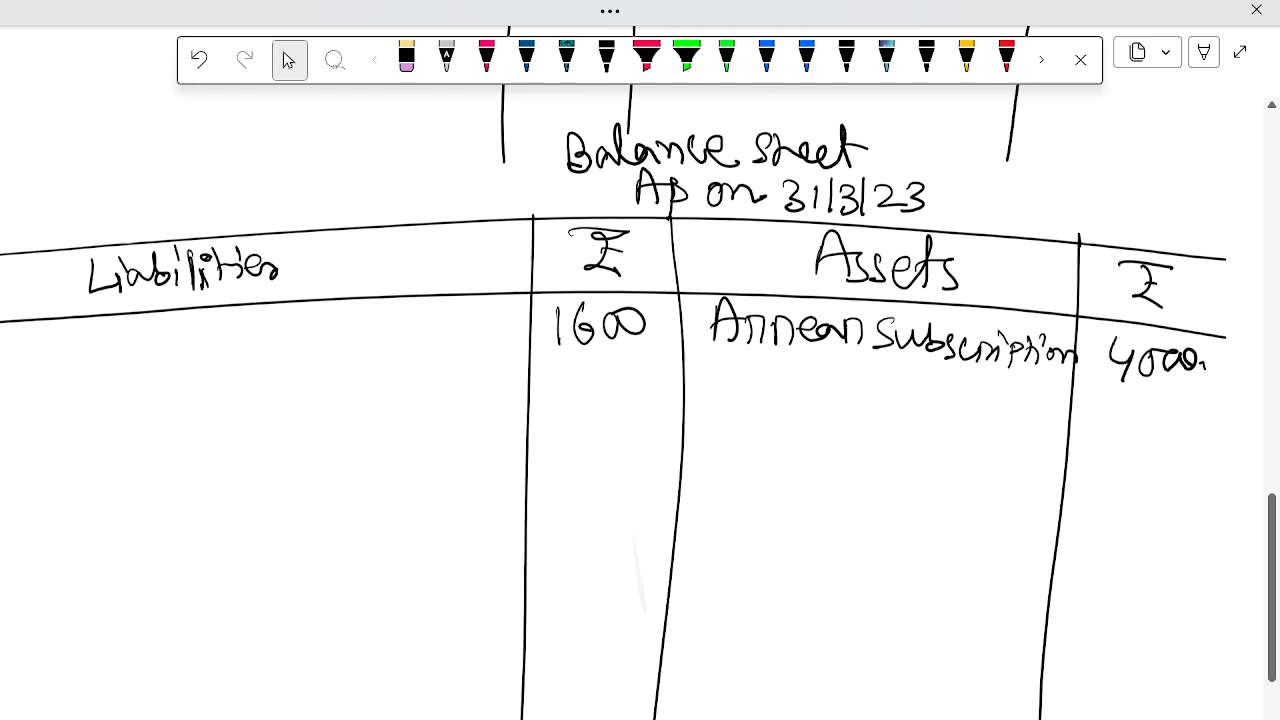 Balance Sheet
As on 31/3/23
Liabilities ₹ Assets ₹
1600 Arrear Subscription 4000